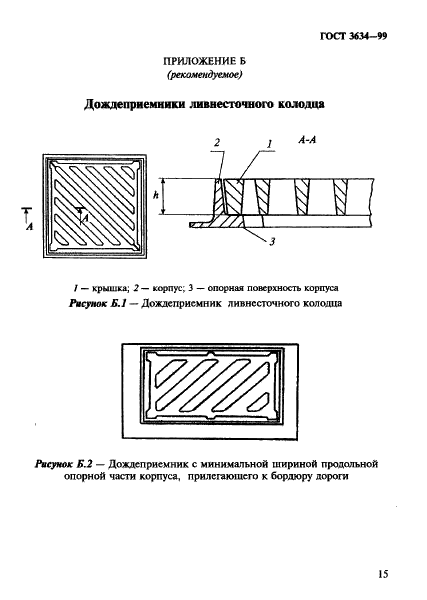 ГОСТ 3634—99
ПРИЛОЖЕНИЕ Б
(рекомендуемое)
Дождеприемники ливнесточного колодца
2 1 А-А
h
А А
3
1 — крышка; 2 — корпус; 3 — опорная поверхность корпуса
Рисунок Б.1 — Дождеприемник ливнесточного колодца
Рисунок Б.2 — Дождеприемник с минимальной шириной продольной
опорной части корпуса, прилегающего к бордюру дороги
15